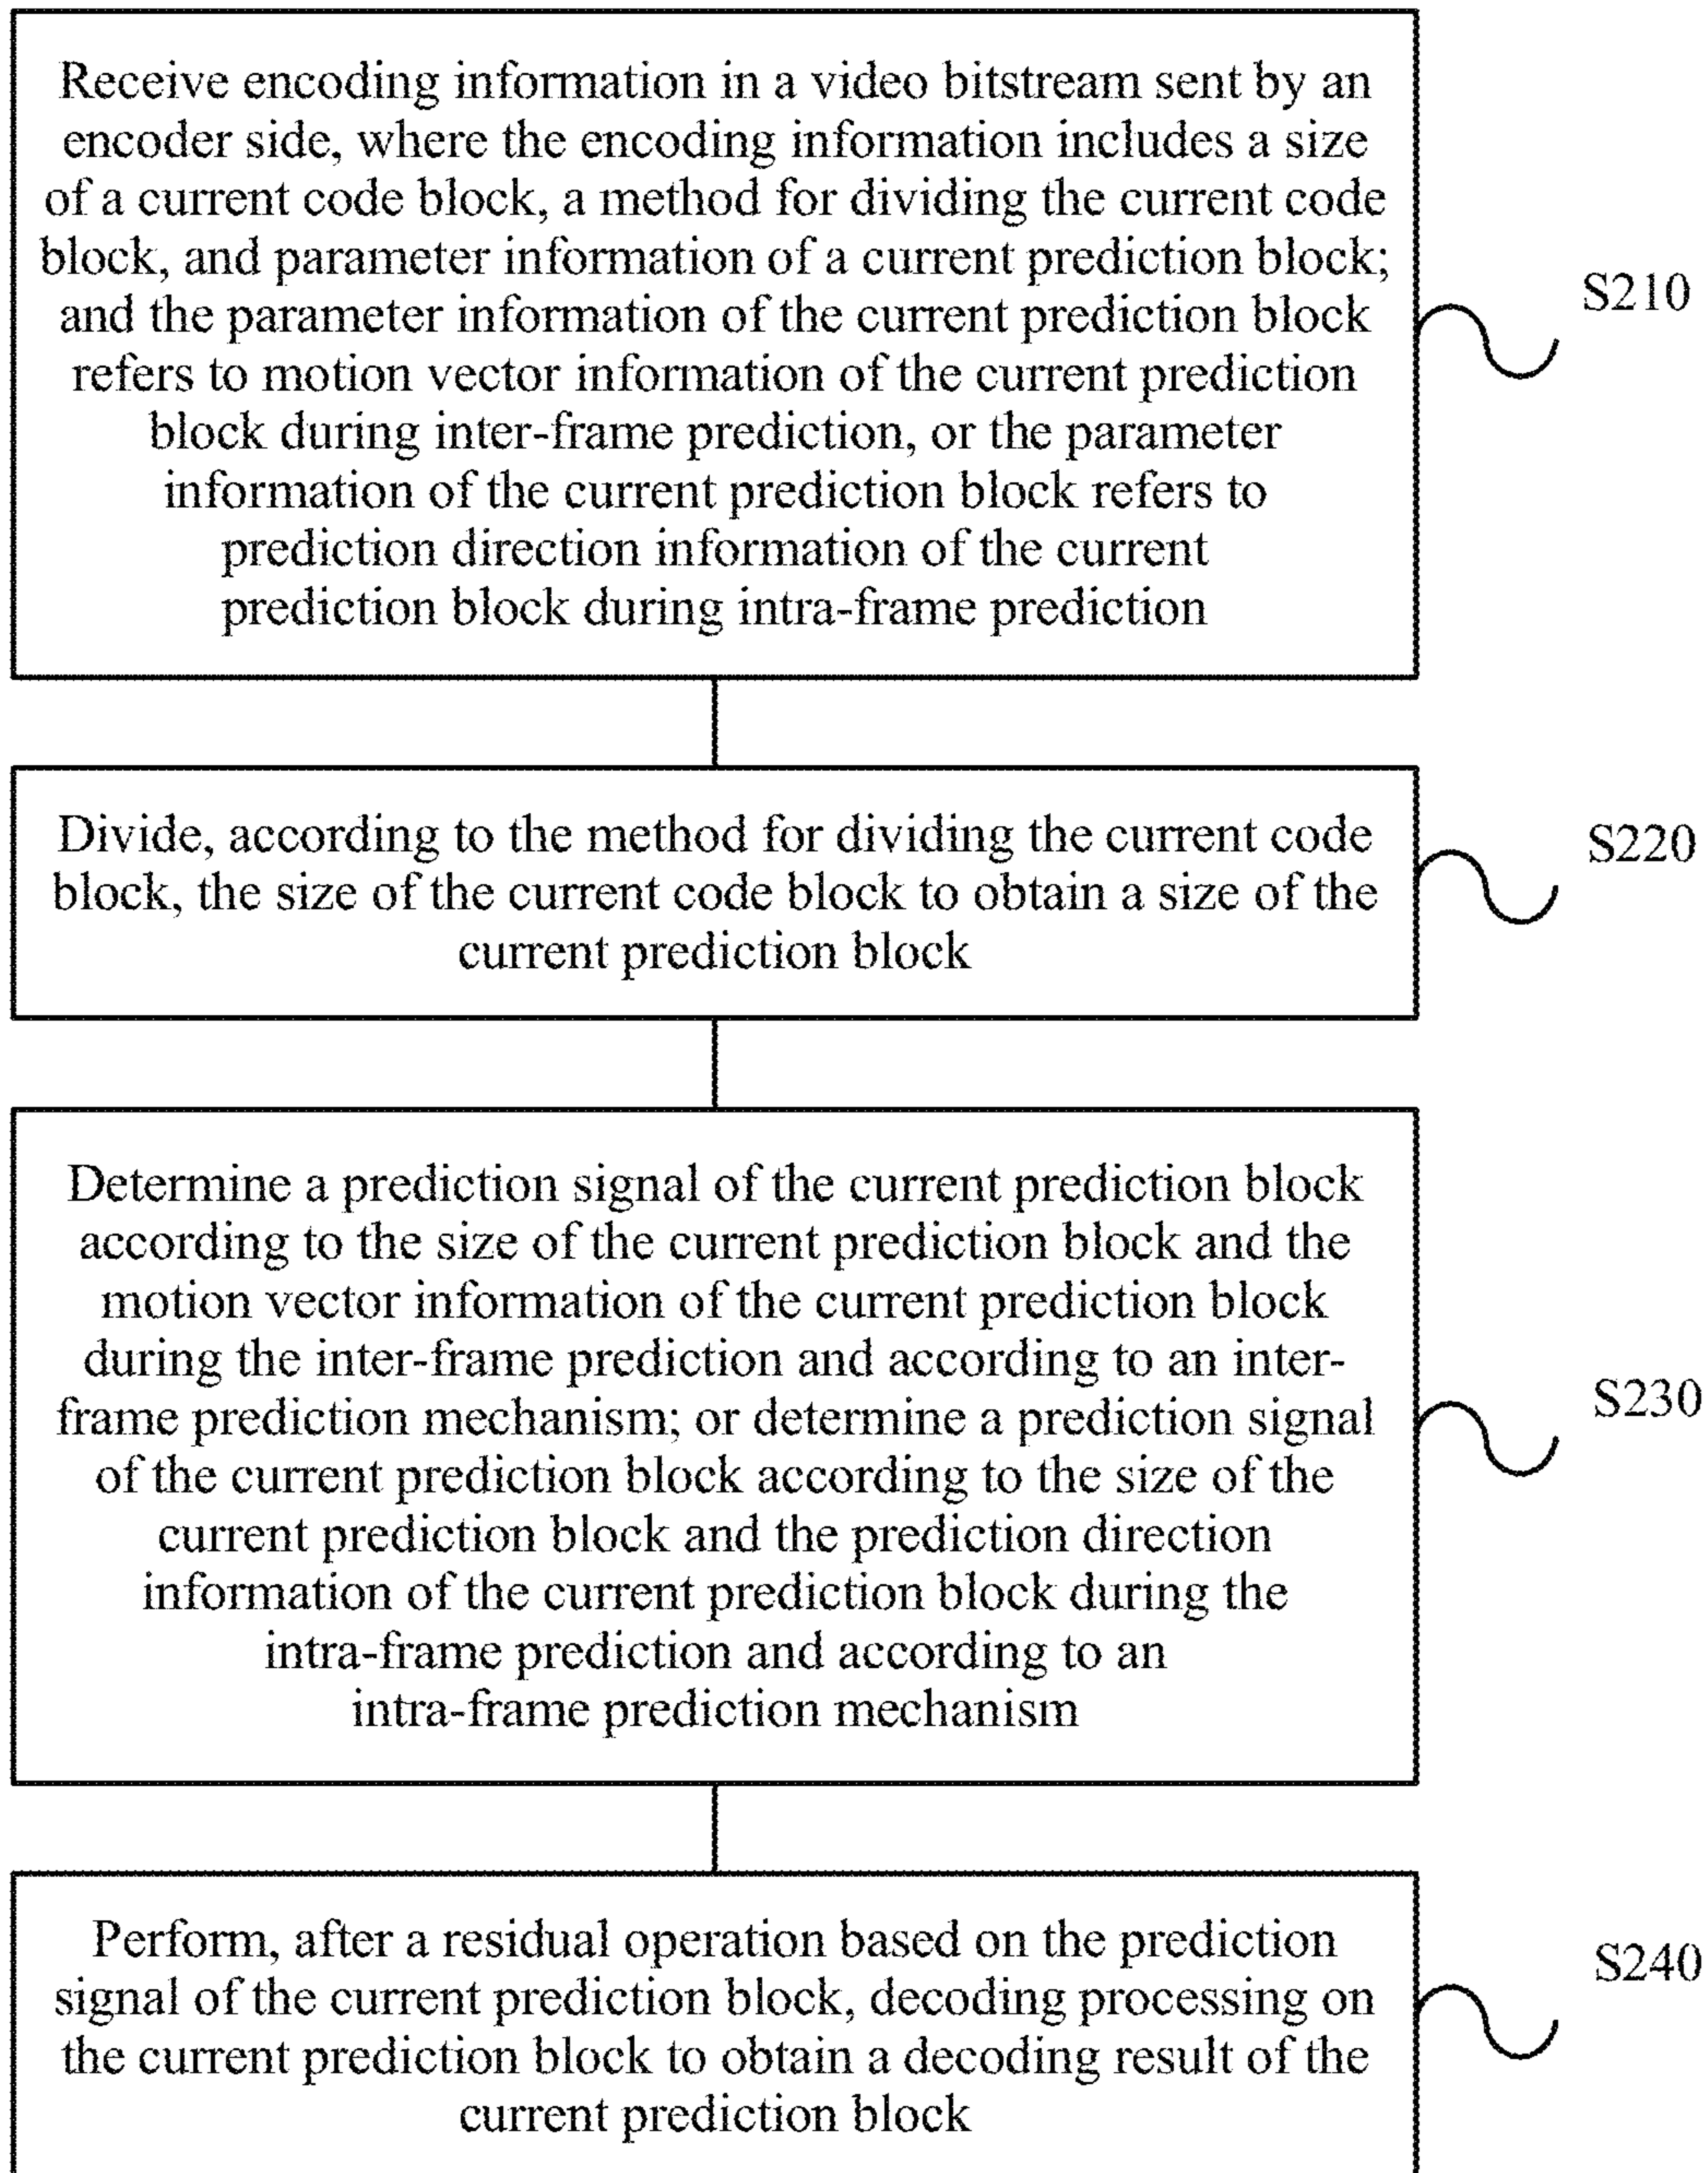 Receive encoding information in a video bitstream sent by an
encoder side, where the encoding information includes a size
of a current code block, a method for dividing the current code
block, and parameter information of a current prediction block;
and the parameter information of the current prediction block
refers to motion vector information of the current prediction
block during inter-frame prediction, or the parameter
information of the current prediction block refers to
prediction direction information of the current
prediction block during intra-frame prediction
S210
Divide, according to the method for dividing the current code
block, the size of the current code block to obtain a size of the
current prediction block
S220
Determine a prediction signal of the current prediction block
according to the size of the current prediction block and the
motion vector information of the current prediction block
during the inter-frame prediction and according to an inter-
frame prediction mechanism; or determine a prediction signal
of the current prediction block according to the size of the
current prediction block and the prediction direction
information of the current prediction block during the
intra-frame prediction and according to an
intra-frame prediction mechanism
S230
Perform, after a residual operation based on the prediction
signal of the current prediction block, decoding processing on
the current prediction block to obtain a decoding result of the
current prediction block
S240